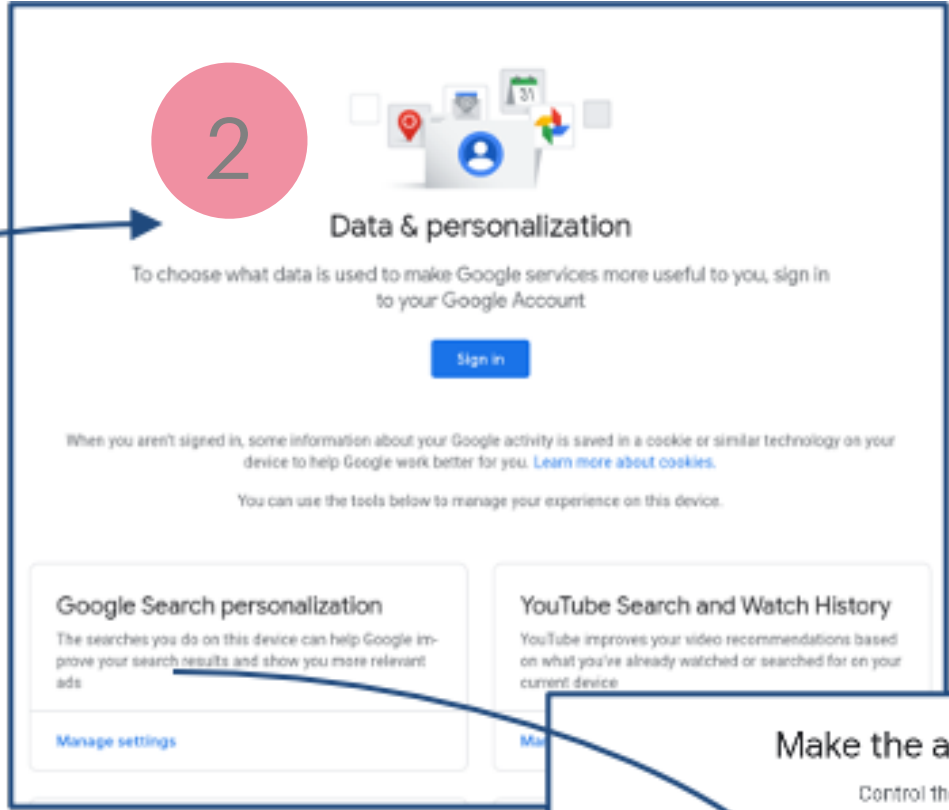 31
2
Data & personalization
To choose what data is used to make Google services more useful to you, sign in
to your Google Account
Sign in
When you aren't signed in, some information about your Google activity is saved in a cookie or similar technology on your
device to help Google work better for you. Learn more about cookies.
You can use the tools below to manage your experience on this device.
Google Search personalization
The searches you do on this device can help Google im-
prove your search results and show you more relevant
ads
Manage settings
YouTube Search and Watch History
YouTube improves your video recommendations based
on what you've already watched or searched for on your
current device
Ma
Make the a
Control th